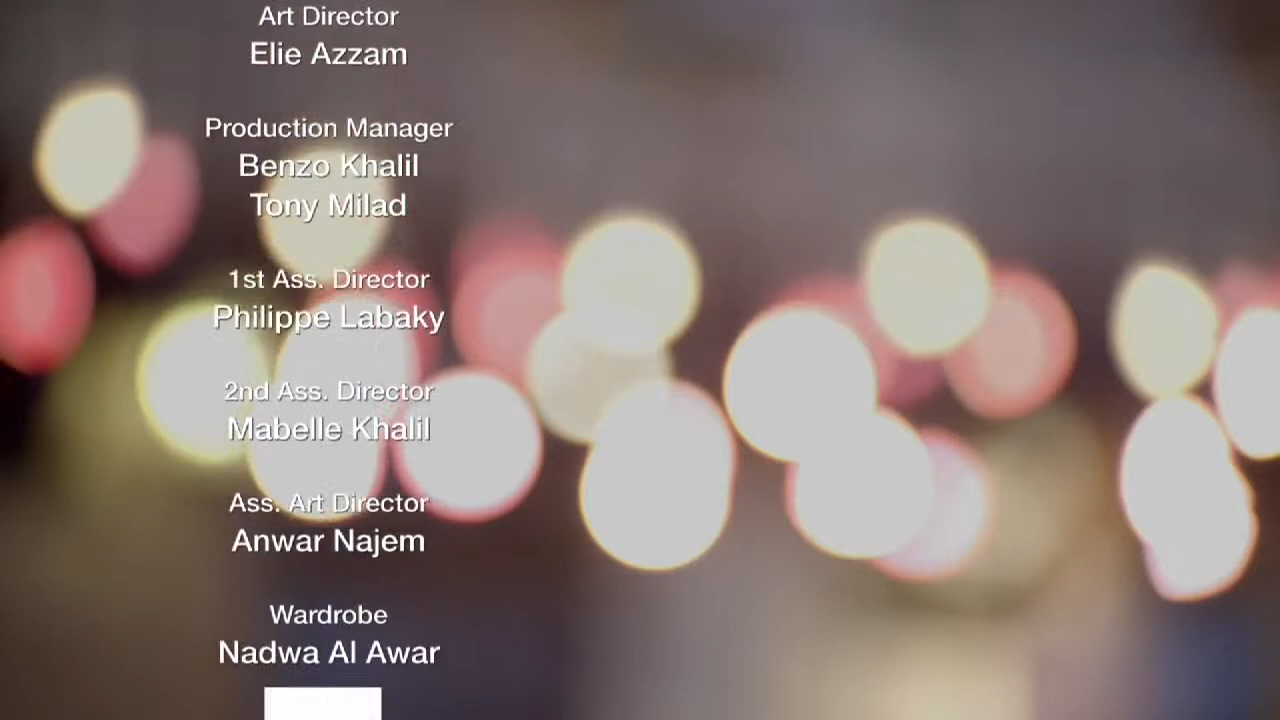 Art Director
Elie Azzam
Production Manager
Benzo Khalil
Tony Milad
1st Ass. Director
Philippe Labaky
2nd Ass. Director
Mabelle Khalil
Ass. Art Director
Anwar Najem
Wardrobe
Nadwa Al Awar